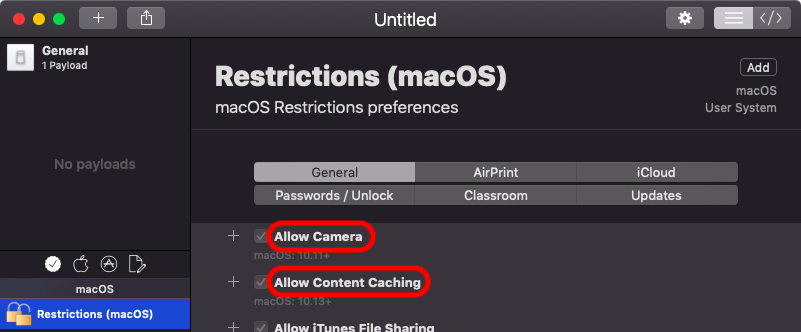 Untitled
General
1 Payload
No payloads
macOS
Restrictions (macOS)
Restrictions (macOS)
Add
macOS Restrictions preferences
macOS
User System
General
AirPrint
iCloud
Passwords / Unlock
Classroom
Updates
Allow Camera
macOS: 10.11+
Allow Content Caching
macOS: 10.13+
Allow iTunes File Sharing